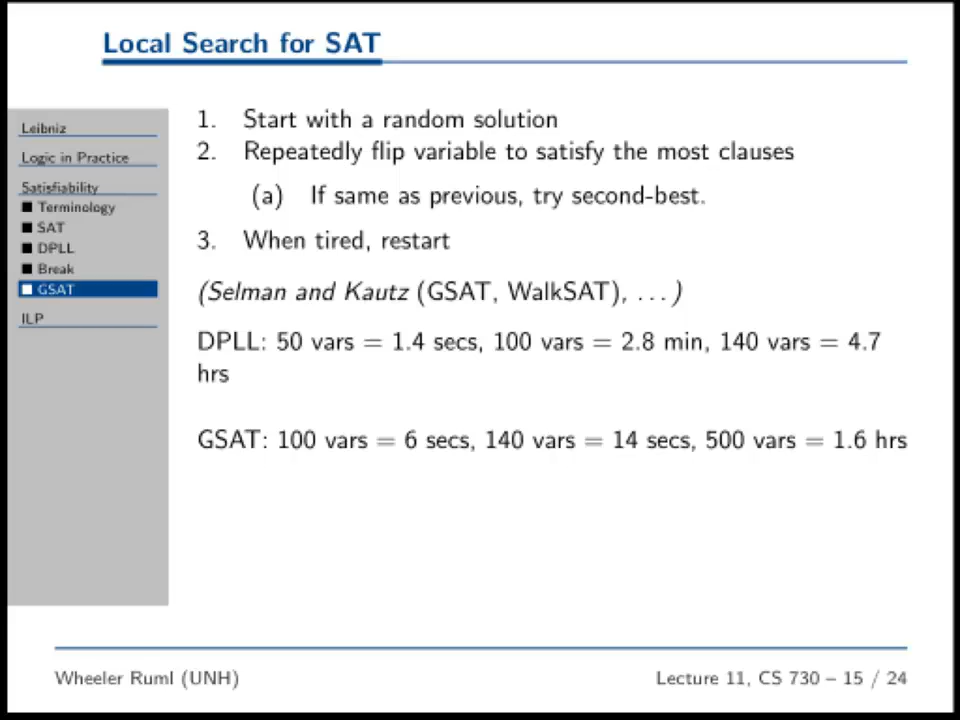 Local Search for SAT
Leibniz
Logic in Practice
Satisfiability
■ Terminology
■ SAT
■ DPLL
■ Break
■ GSAT
ILP
1. Start with a random solution
2. Repeatedly flip variable to satisfy the most clauses
(a) If same as previous, try second-best.
3. When tired, restart
(Selman and Kautz (GSAT, WalkSAT), ...)
DPLL: 50 vars = 1.4 secs, 100 vars = 2.8 min, 140 vars = 4.7
hrs
GSAT: 100 vars = 6 secs, 140 vars = 14 secs, 500 vars = 1.6 hrs
Wheeler Ruml (UNH)
Lecture 11, CS 730 – 15 / 24